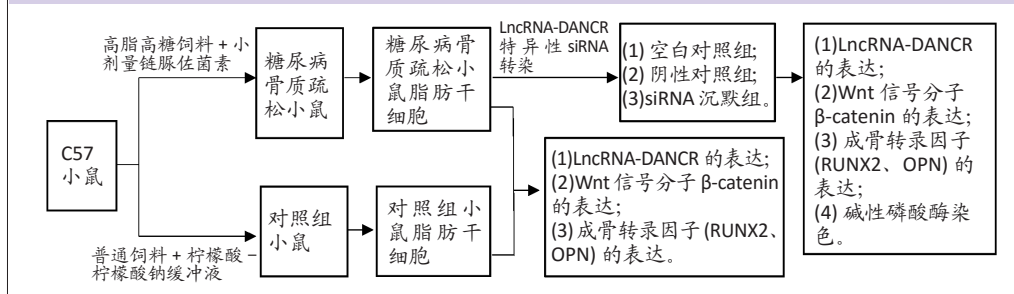 高脂高糖饲料 + 小
剂量链脲佐菌素
糖尿病
骨质疏
松小鼠
糖尿病骨
质疏松小
鼠脂肪干
细胞
LncRNA-DANCR
特异性 siRNA
转染
(1) 空白对照组;
(2) 阴性对照组;
(3)siRNA 沉默组。
(1)LncRNA-DANCR
的表达;
(2)Wnt 信号分子
β-catenin 的表达;
(3) 成骨转录因子
(RUNX2、OPN) 的
表达;
(4) 碱性磷酸酶染
色。
C57
小鼠
普通饲料 + 柠檬酸 –
柠檬酸钠缓冲液
对照组
小鼠
对照组小
鼠脂肪干
细胞
(1)LncRNA-DANCR 的表达;
(2)Wnt 信号分子 β-catenin
的表达;
(3) 成骨转录因子 (RUNX2、
OPN) 的表达。